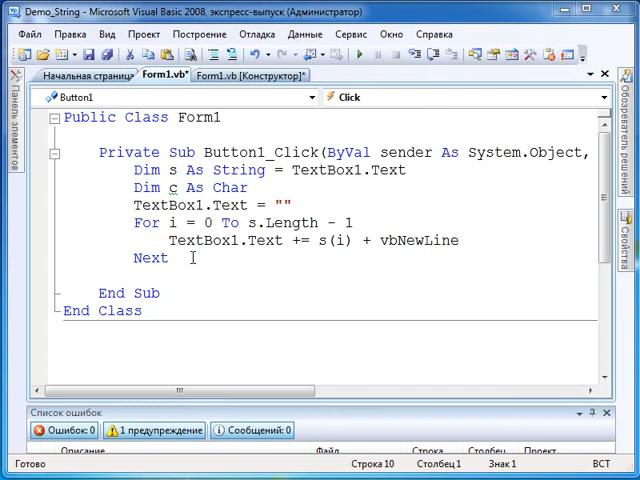 Demo_String - Microsoft Visual Basic 2008, экспресс-выпуск (Администратор)
Файл Правка Вид Проект Построение Отладка Данные Сервис Окно Справка
Начальная страница Form1.vb* Form1.vb [Конструктор]*
Button1 Click
Public Class Form1
Private Sub Button1_Click(ByVal sender As System.Object,
Dim s As String = TextBox1.Text
Dim c As Char
TextBox1.Text = ""
For i = 0 To s.Length - 1
TextBox1.Text += s(i) + vbNewLine
Next
End Sub
End Class
Панель элементов
Обозреватель решений
Свойства
Список ошибок
Ошибок: 0 1 предупреждение Сообщений: 0
Описание Файл Строка Столбец Проект
Готово Строка 10 Столбец 1 Знак 1 ВСТ